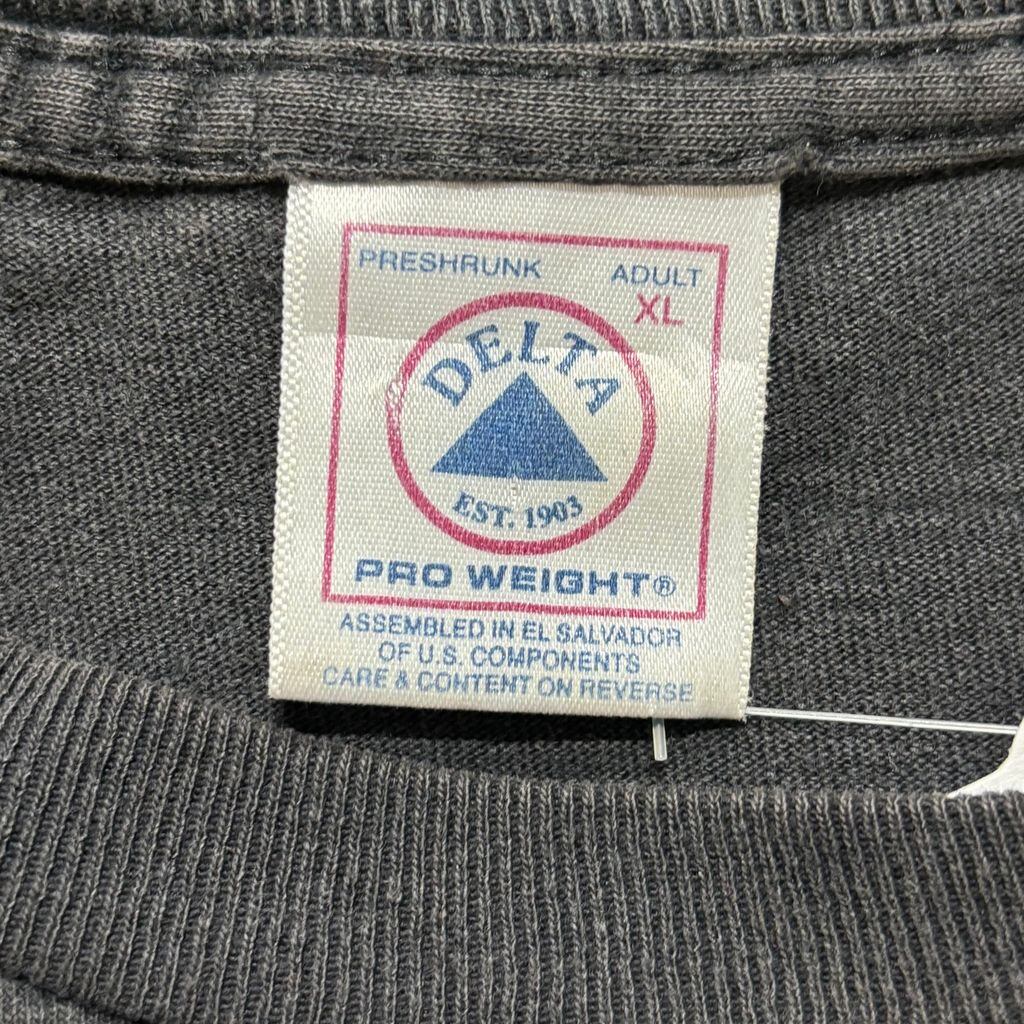 PRESHRUNK ADULT
XL
DELTA
EST. 1903
PRO WEIGHT®
ASSEMBLED IN EL SALVADOR
OF U.S. COMPONENTS
CARE & CONTENT ON REVERSE